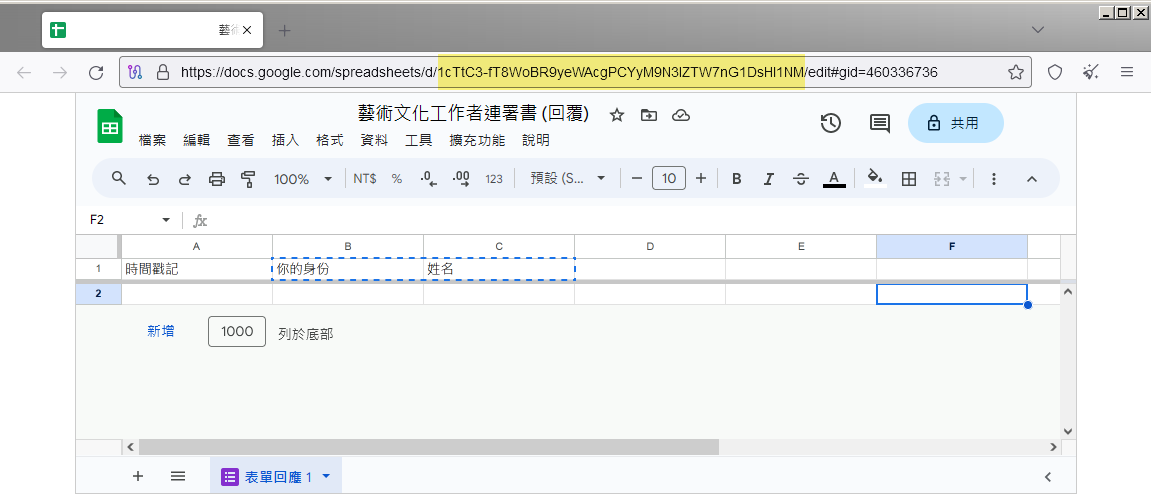 藝術
https://docs.google.com/spreadsheets/d/1cTtC3-fT8WoBR9yeWAcgPCYyM9N3lZTW7nG1DsHl1NM/edit#gid=460336736
藝術文化工作者連署書 (回覆)
檔案 編輯 查看 插入 格式 資料 工具 擴充功能 說明
共用
100% NT$ % .0 .00 123 預設 (S... 10 B I A
F2 fx
A B C D E F
1 時間戳記 你的身份 姓名
2
新增 1000 列於底部
表單回應 1